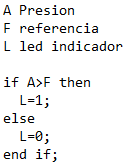 A Presion
F referencia
L led indicador
if A>F then
L=1;
else
L=0;
end if;